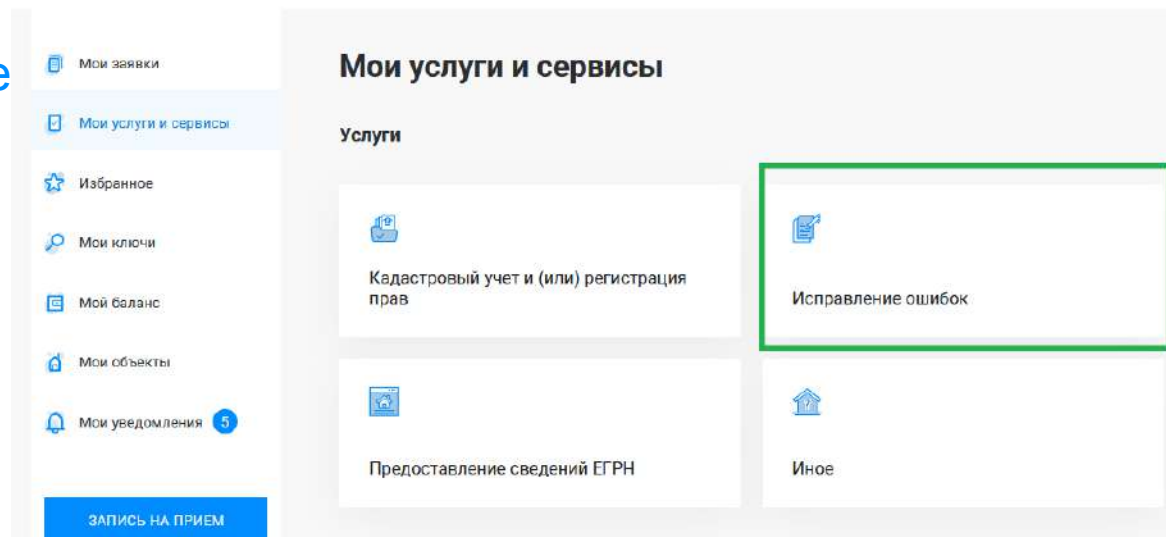 е
Мои заявки
Мои услуги и сервисы
Избранное
Мои ключи
Мой баланс
Мои объекты
Мои уведомления 5
ЗАПИСЬ НА ПРИЕМ
Мои услуги и сервисы
Услуги
Кадастровый учет и (или) регистрация
прав
Исправление ошибок
Предоставление сведений ЕГРН
Иное